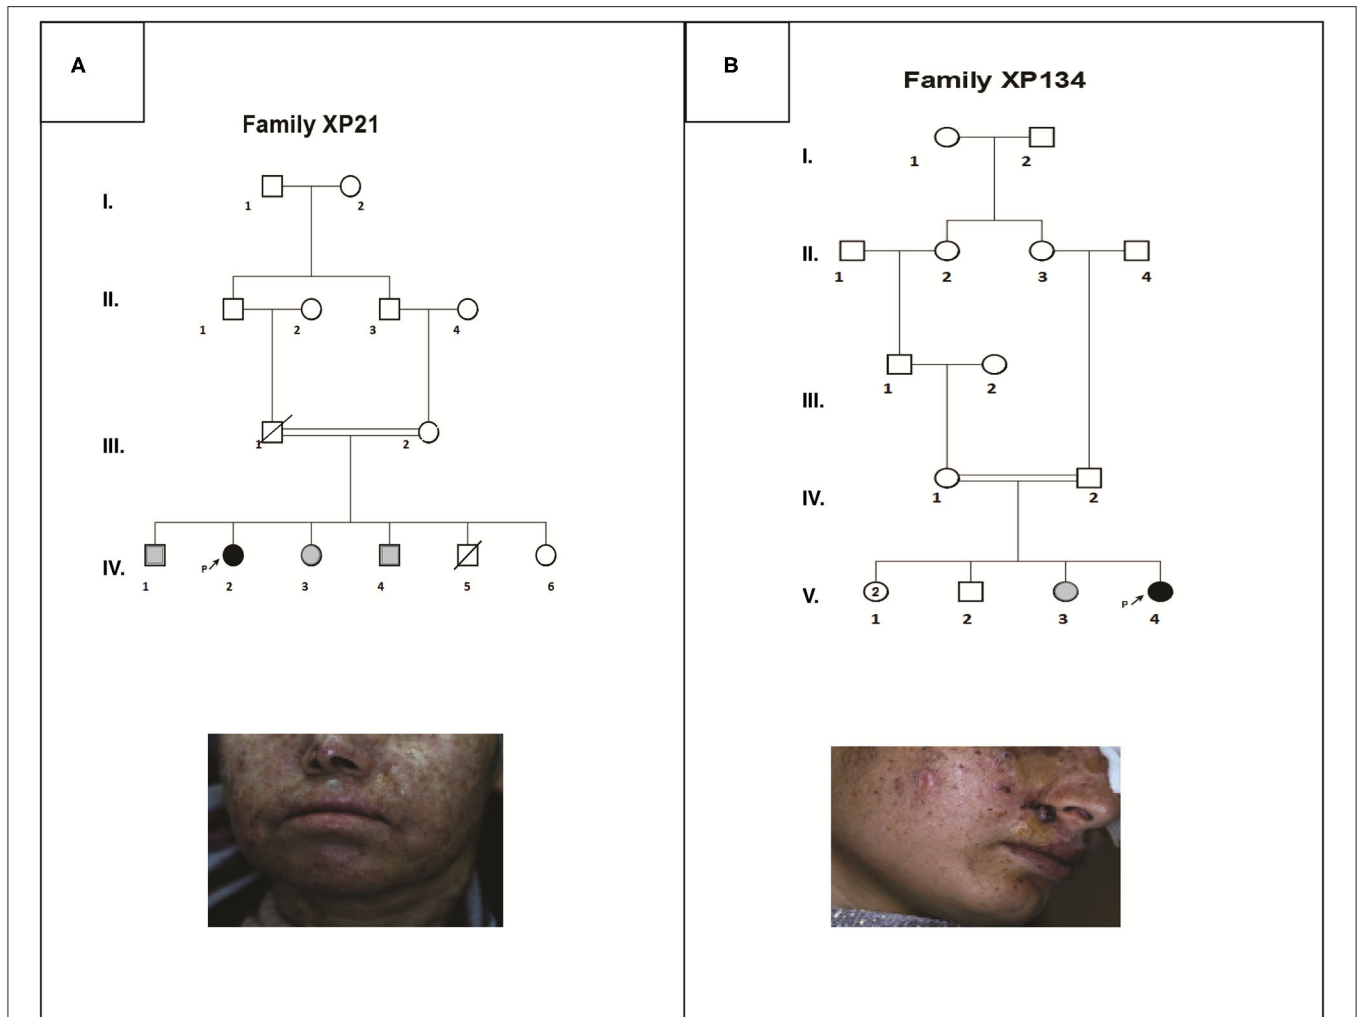 A
Family XP21
I.
1 2
II.
1 2 3 4
III.
1 2
IV.
P
1 2 3 4 5 6
B
Family XP134
I.
1 2
II.
1 2 3 4
III.
1 2
IV.
1 2
V.
2
P
1 2 3 4